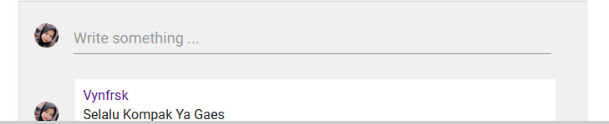 Write something ...
Vynfrsk
Selalu Kompak Ya Gaes